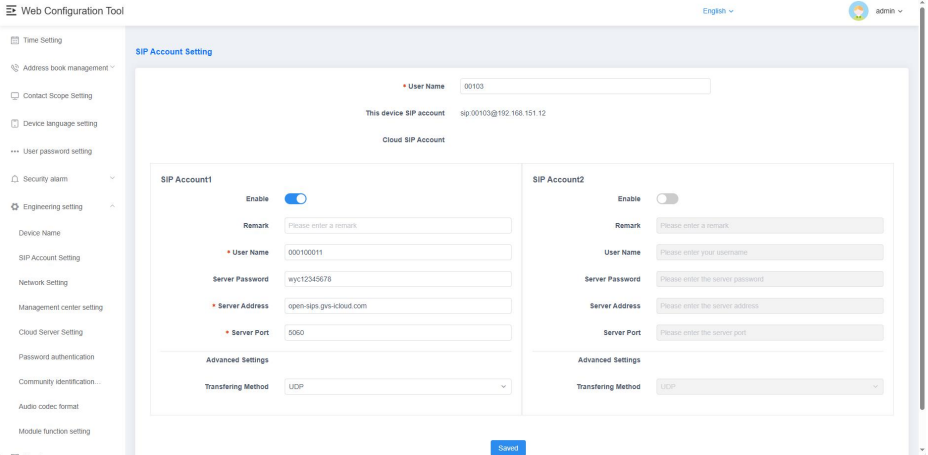 Web Configuration Tool
English
admin
Time Setting
Address book management
Contact Scope Setting
Device language setting
User password setting
Security alarm
Engineering setting
Device Name
SIP Account Setting
Network Setting
Management center setting
Cloud Server Setting
Password authentication
Community identification...
Audio codec format
Module function setting
SIP Account Setting
* User Name 00103
This device SIP account sip:00103@192.168.151.12
Cloud SIP Account
SIP Account1
Enable
Remark Please enter a remark
* User Name 000100011
Server Password wyc12345678
* Server Address open-sips.gvs-icloud.com
* Server Port 5060
Advanced Settings
Transfering Method UDP
SIP Account2
Enable
Remark Please enter a remark
User Name Please enter your username
Server Password Please enter the server password
Server Address Please enter the server address
Server Port Please enter the server port
Advanced Settings
Transfering Method UDP
Saved